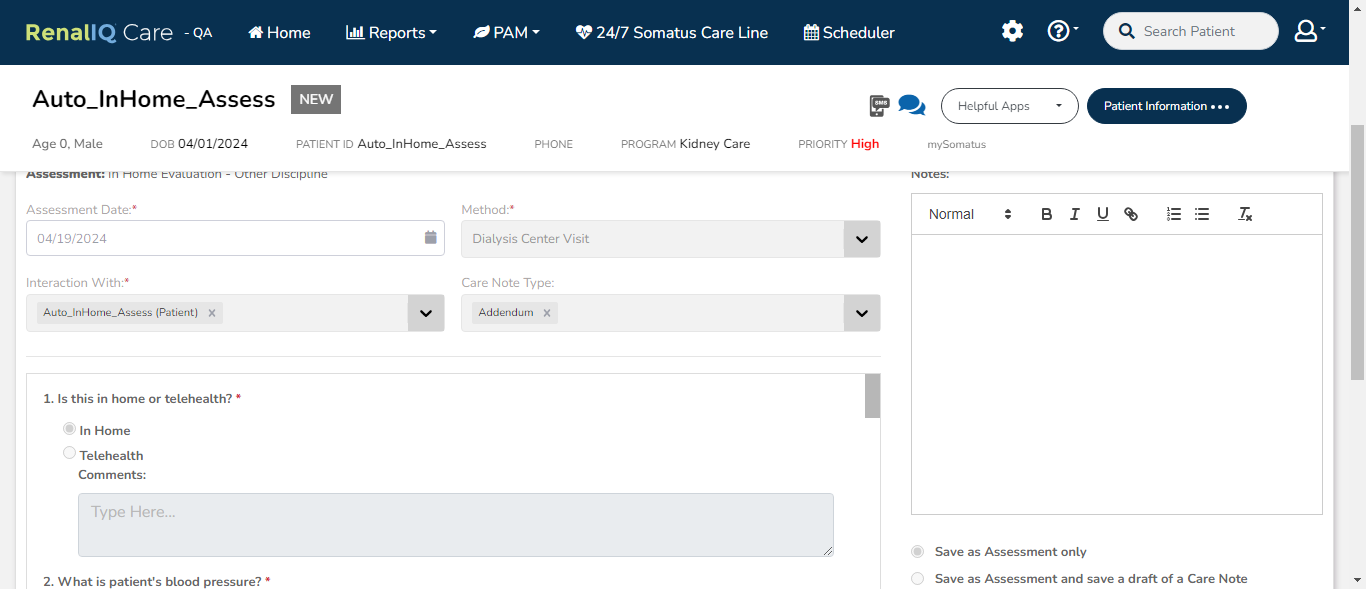 RenalIQ Care - QA
Home
Reports
PAM
24/7 Somatus Care Line
Scheduler
Search Patient
Auto_InHome_Assess
NEW
SMS
Helpful Apps
Patient Information
Age 0, Male
DOB 04/01/2024
PATIENT ID Auto_InHome_Assess
PHONE
PROGRAM Kidney Care
PRIORITY High
mySomatus
Assessment: In Home Evaluation - Other Discipline
Assessment Date:*
04/19/2024
Method:*
Dialysis Center Visit
Interaction With:*
Auto_InHome_Assess (Patient) x
Care Note Type:
Addendum x
1. Is this in home or telehealth? *
In Home
Telehealth
Comments:
Type Here...
2. What is patient's blood pressure? *
Notes:
Normal
B I U
Save as Assessment only
Save as Assessment and save a draft of a Care Note